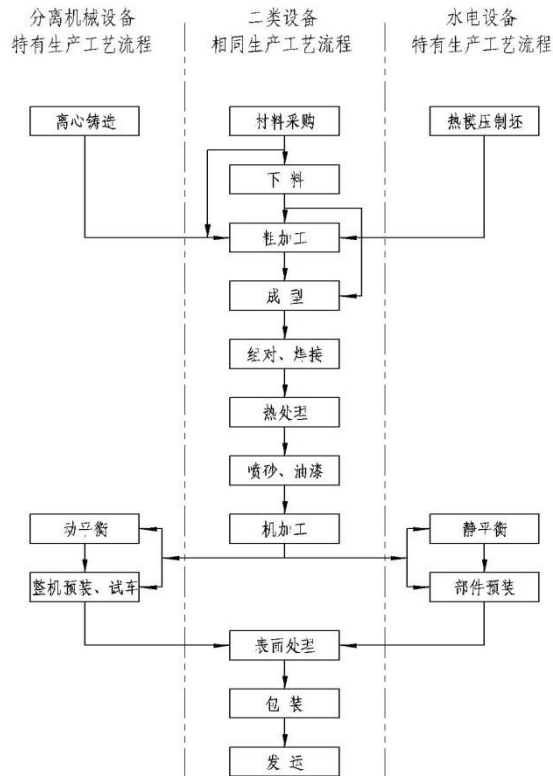 分离机械设备
特有生产工艺流程
二类设备
相同生产工艺流程
水电设备
特有生产工艺流程
离心铸造
材料采购
热模压制坯
下 料
粗加工
成 型
组对、焊接
热处理
喷砂、油漆
动平衡
机加工
静平衡
整机预装、试车
部件预装
表面处理
包 装
发 运